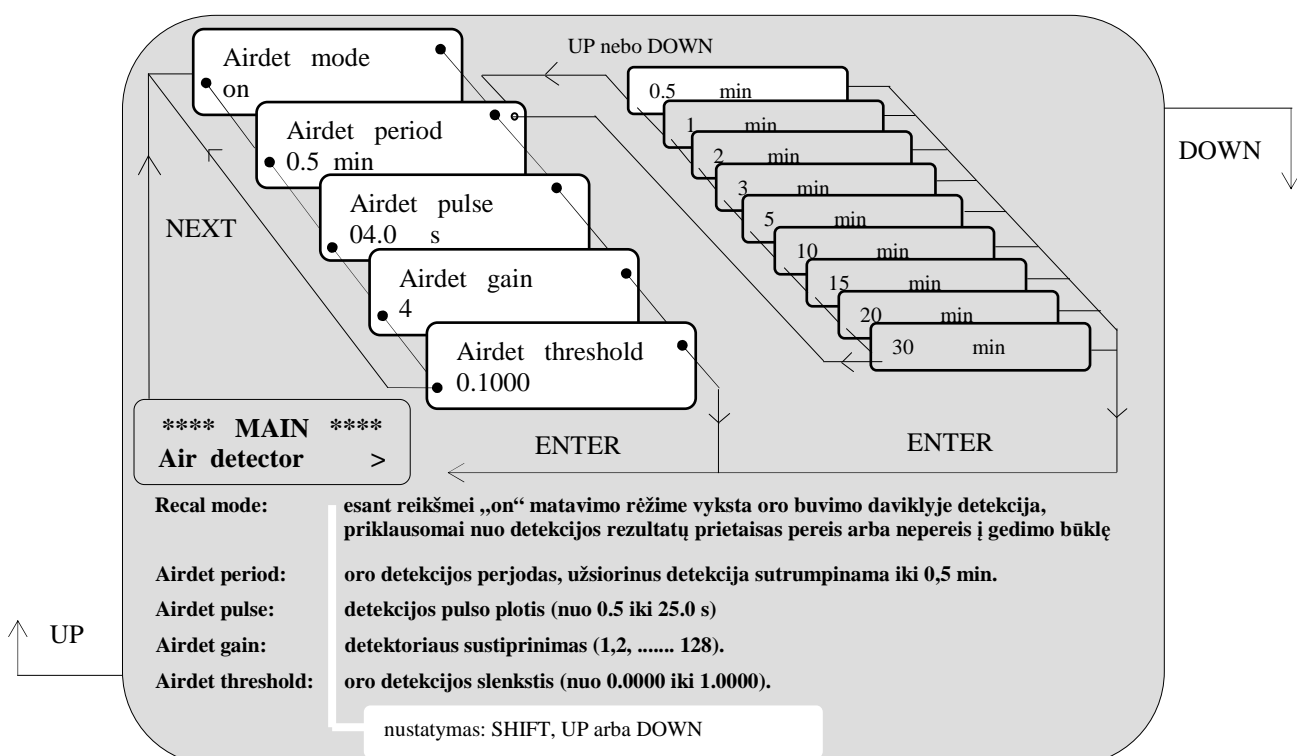 Airdet mode
on
Airdet period
0.5 min
Airdet pulse
04.0 s
Airdet gain
4
Airdet threshold
0.1000
UP nebo DOWN
0.5 min
1 min
2 min
3 min
5 min
10 min
15 min
20 min
30 min
DOWN
NEXT
ENTER
ENTER
**** MAIN ****
Air detector >
Recal mode: esant reikšmei „on“ matavimo rėžime vyksta oro buvimo daviklyje detekcija,
priklausomai nuo detekcijos rezultatų prietaisas pereis arba nepereis į gedimo būklę
Airdet period: oro detekcijos perjodas, užsiorinus detekcija sutrumpinama iki 0,5 min.
Airdet pulse: detekcijos pulso plotis (nuo 0.5 iki 25.0 s)
UP
Airdet gain: detektoriaus sustiprinimas (1,2, ....... 128).
Airdet threshold: oro detekcijos slenkstis (nuo 0.0000 iki 1.0000).
nustatymas: SHIFT, UP arba DOWN